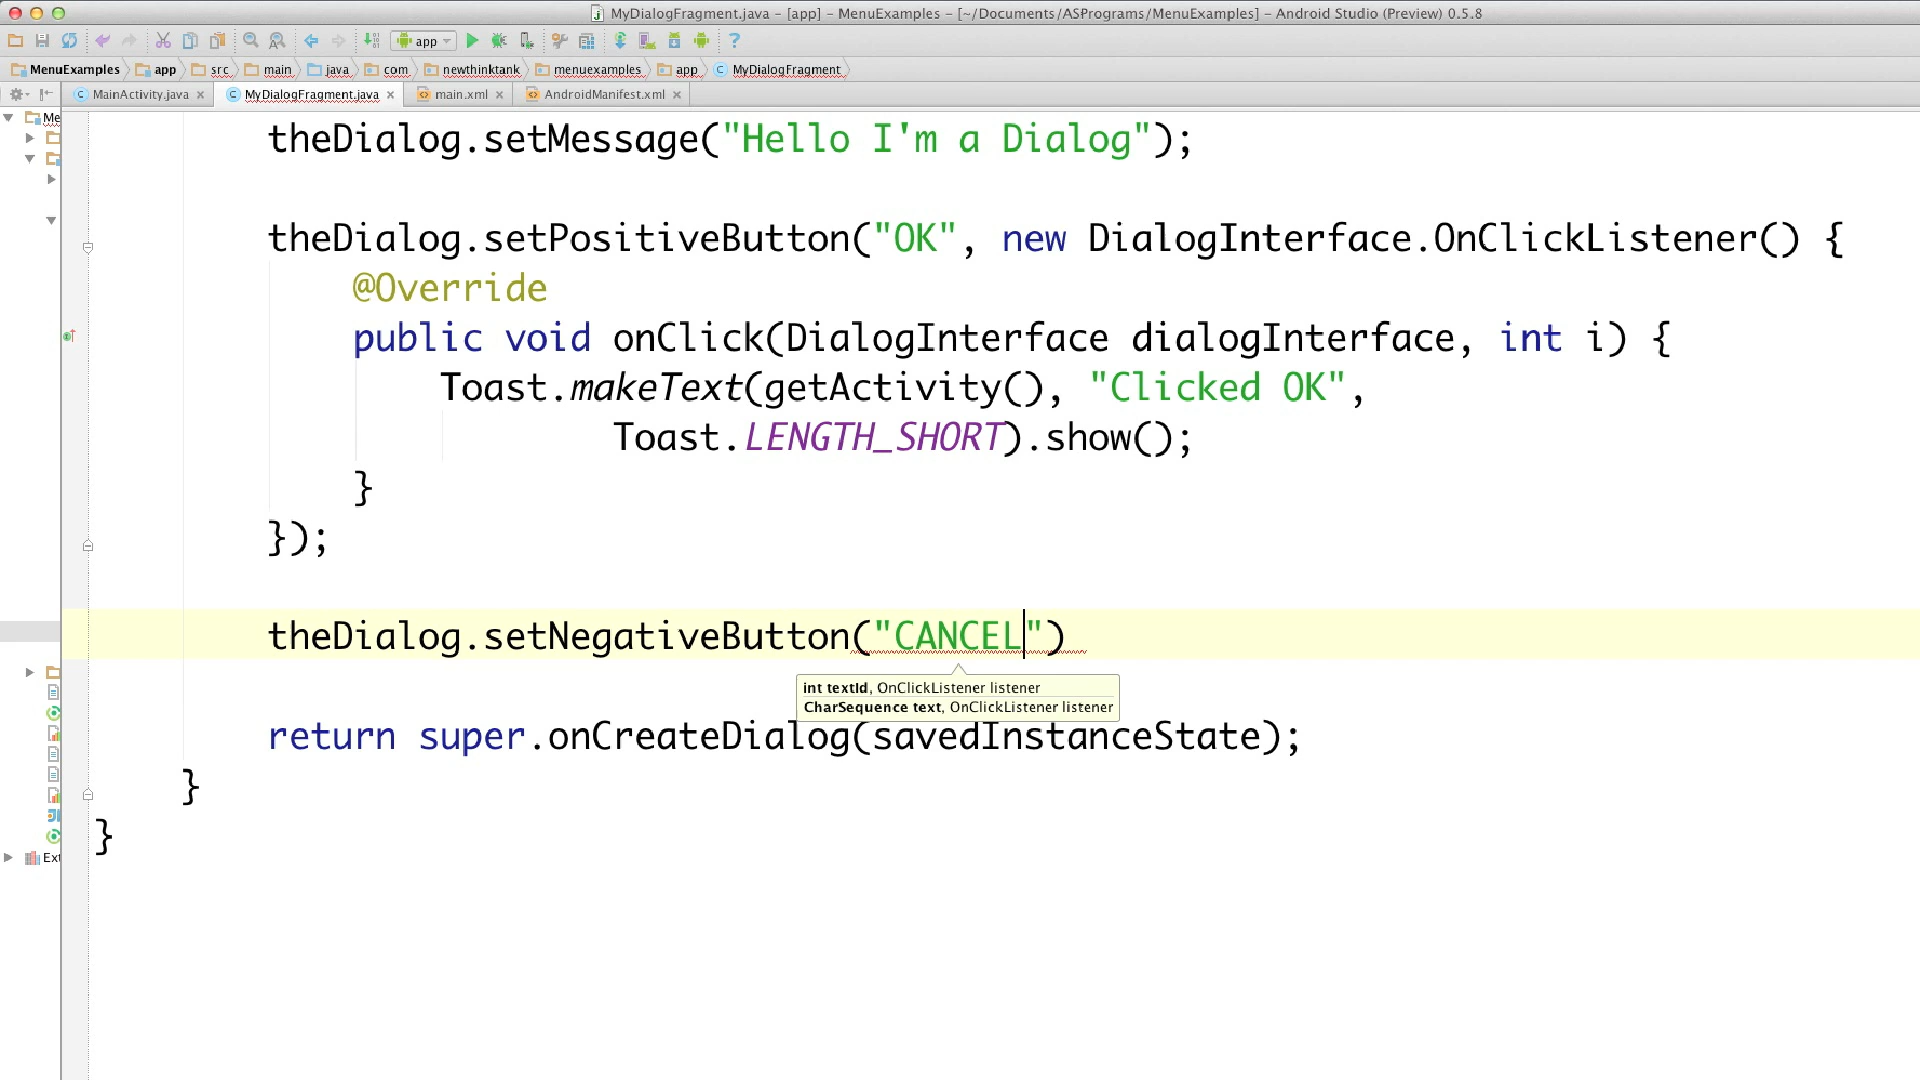 MyDialogFragment.java - [app] - MenuExamples - [~/Documents/ASPrograms/MenuExamples] - Android Studio (Preview) 0.5.8
app
MenuExamples app src main java com newthinktank menuexamples app MyDialogFragment
MainActivity.java MyDialogFragment.java main.xml AndroidManifest.xml
Me
theDialog.setMessage("Hello I'm a Dialog");
theDialog.setPositiveButton("OK", new DialogInterface.OnClickListener() {
@Override
public void onClick(DialogInterface dialogInterface, int i) {
Toast.makeText(getActivity(), "Clicked OK",
Toast.LENGTH_SHORT).show();
}
});
theDialog.setNegativeButton("CANCEL")
int textId, OnClickListener listener
CharSequence text, OnClickListener listener
return super.onCreateDialog(savedInstanceState);
}
}
Ext